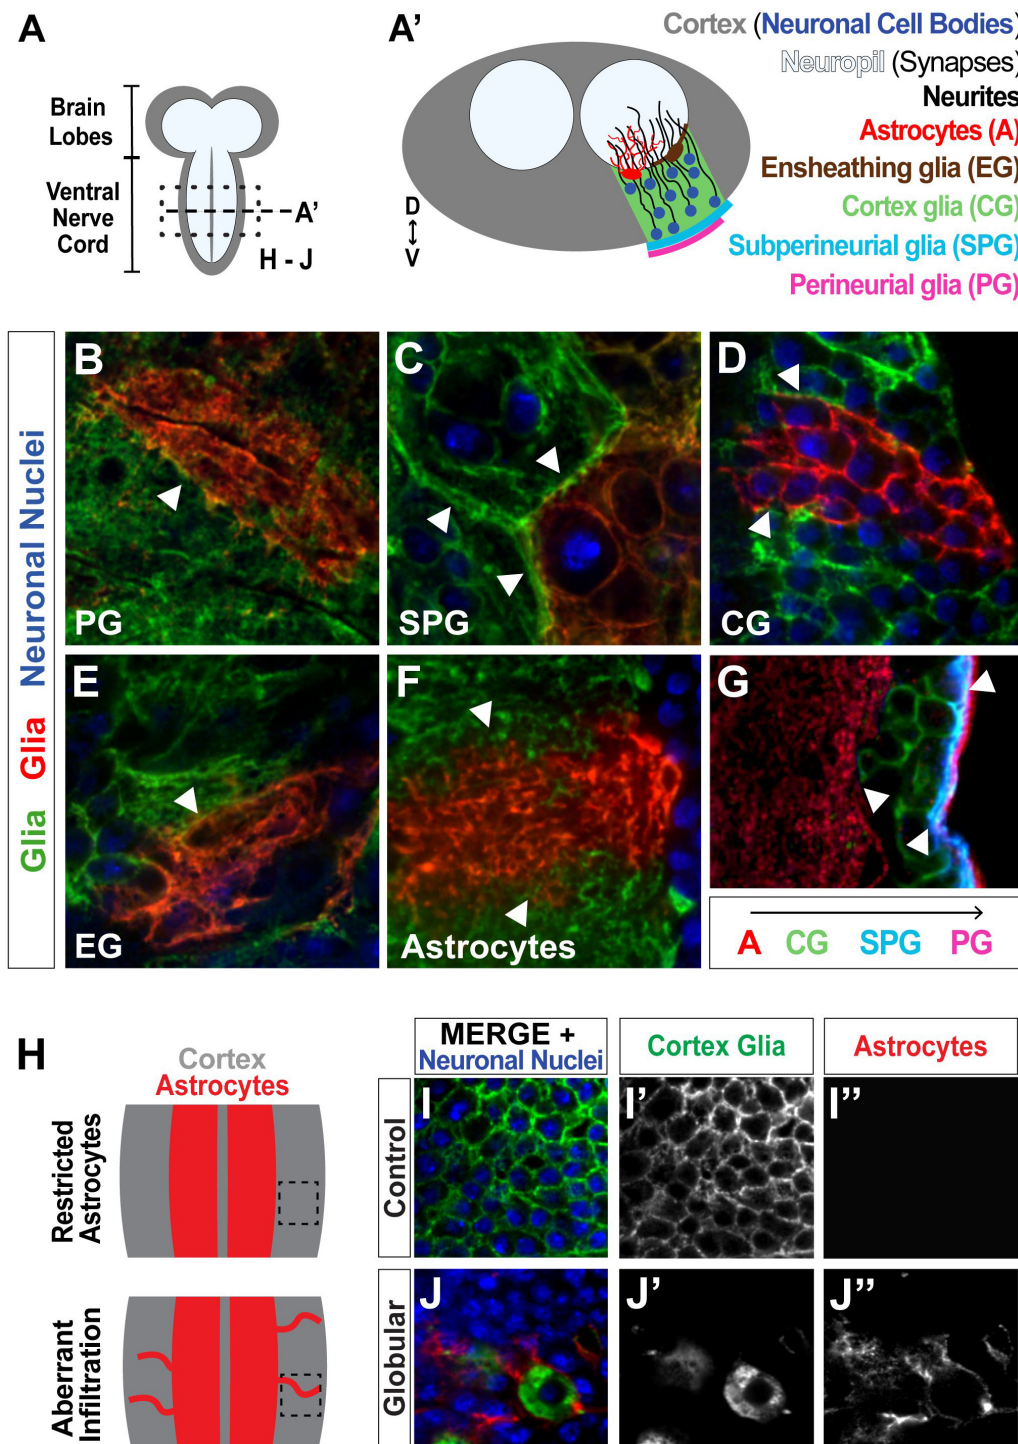 A
A’
Cortex (Neuronal Cell Bodies)
Neuropil (Synapses)
Neurites
Astrocytes (A)
Ensheathing glia (EG)
Cortex glia (CG)
Subperineurial glia (SPG)
Perineurial glia (PG)
Brain
Lobes
Ventral
Nerve
Cord
A’
H - J
D
V
Glia Glia Neuronal Nuclei
B
PG
C
SPG
D
CG
E
EG
F
Astrocytes
G
A CG SPG PG
H
Cortex
Astrocytes
Restricted
Astrocytes
Aberrant
Infiltration
MERGE +
Neuronal Nuclei
Cortex Glia
Astrocytes
Control
I
I’
I’’
Globular
J
J’
J’’